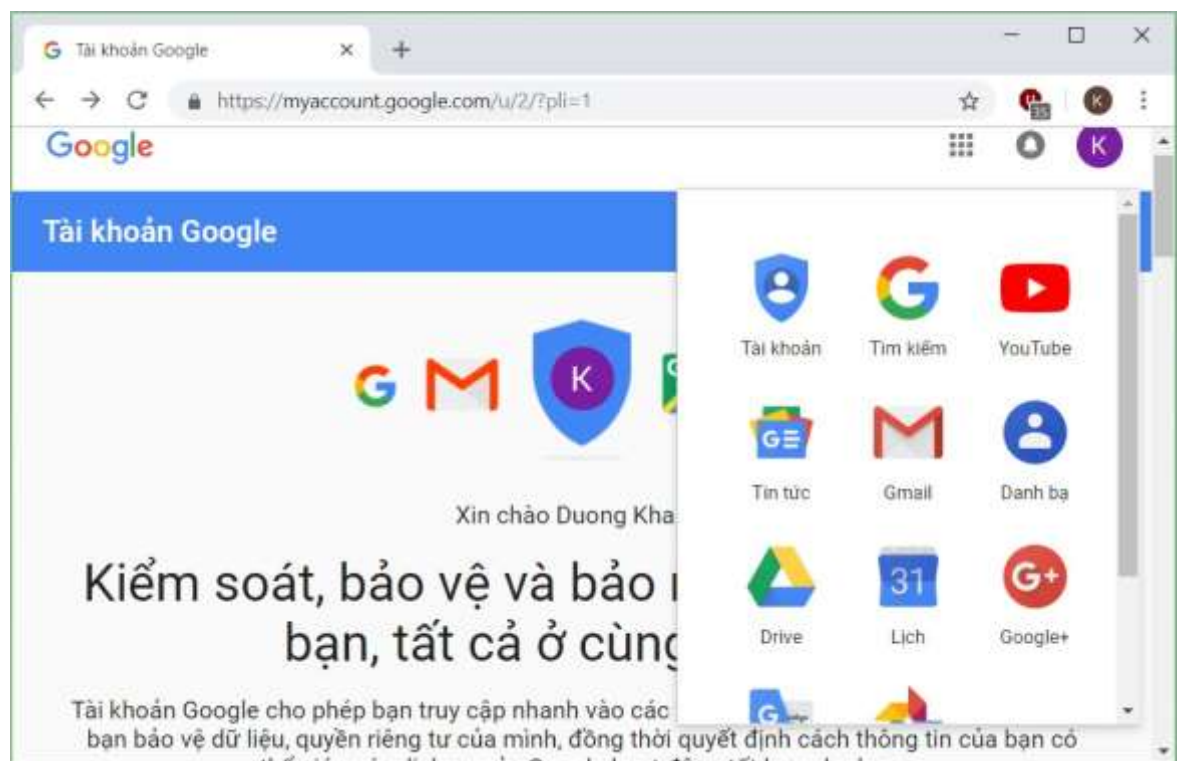 Tài khoản Google
https://myaccount.google.com/u/2/?pli=1
35
K
Google
K
Tài khoản Google
Tài khoản
Tìm kiếm
YouTube
K
G
Tin tức
Gmail
Danh bạ
Xin chào Duong Kha
31
G+
Kiểm soát, bảo vệ và bảo
Drive
Lịch
Google+
bạn, tất cả ở cùng
Tài khoản Google cho phép bạn truy cập nhanh vào các
G
bạn bảo vệ dữ liệu, quyền riêng tư của mình, đồng thời quyết định cách thông tin của bạn có